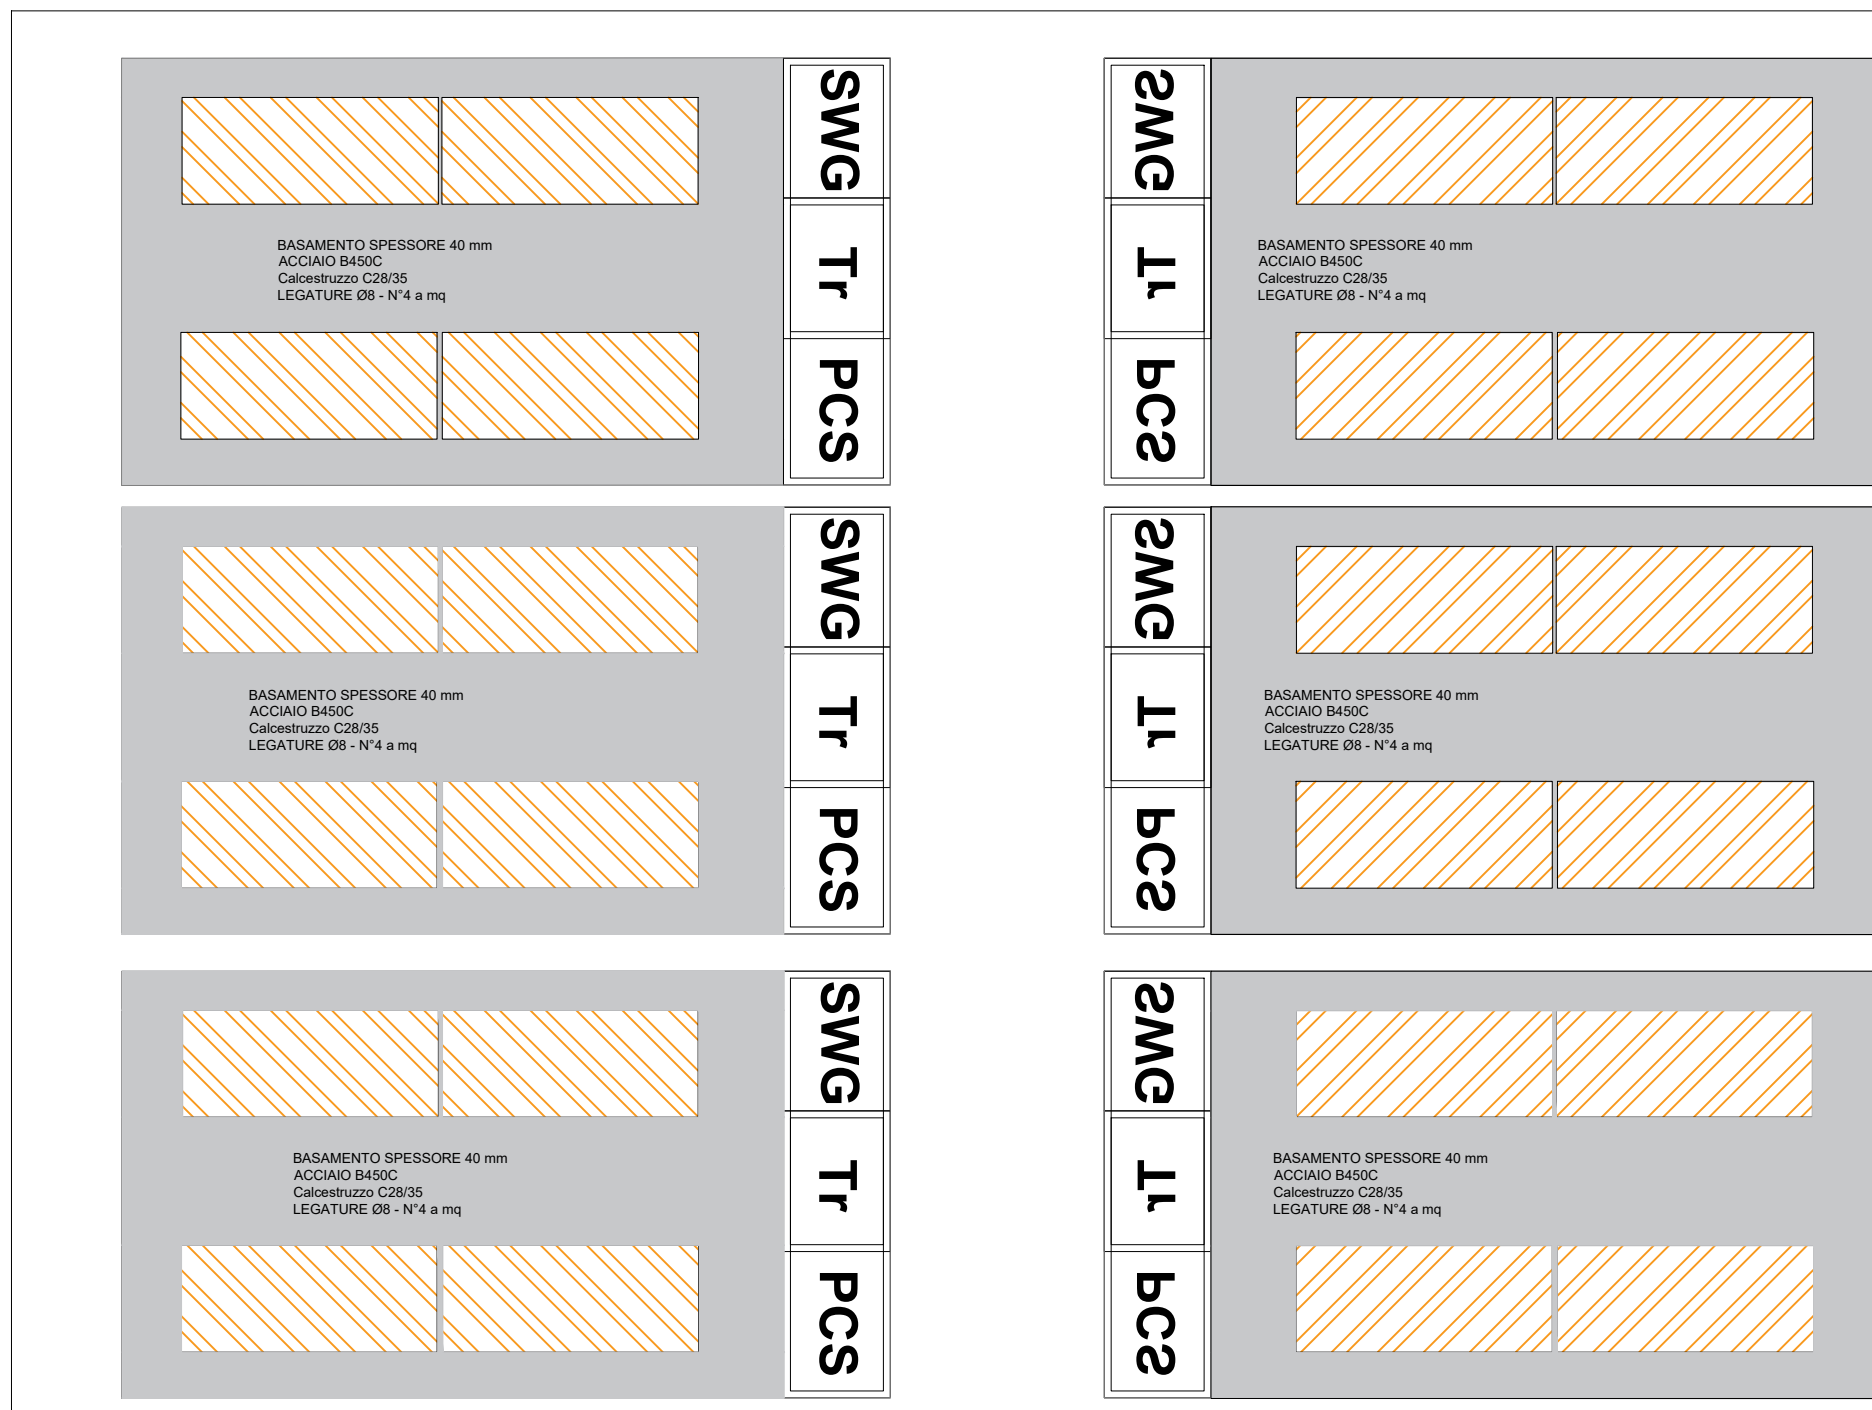 SWG
SWG
BASAMENTO SPESSORE 40 mm
ACCIAIO B450C
Calcestruzzo C28/35
LEGATURE Ø8 - N°4 a mq
Tr
Tr
BASAMENTO SPESSORE 40 mm
ACCIAIO B450C
Calcestruzzo C28/35
LEGATURE Ø8 - N°4 a mq
PCS
PCS
SWG
SWG
BASAMENTO SPESSORE 40 mm
ACCIAIO B450C
Calcestruzzo C28/35
LEGATURE Ø8 - N°4 a mq
Tr
Tr
BASAMENTO SPESSORE 40 mm
ACCIAIO B450C
Calcestruzzo C28/35
LEGATURE Ø8 - N°4 a mq
PCS
PCS
SWG
SWG
BASAMENTO SPESSORE 40 mm
ACCIAIO B450C
Calcestruzzo C28/35
LEGATURE Ø8 - N°4 a mq
Tr
Tr
BASAMENTO SPESSORE 40 mm
ACCIAIO B450C
Calcestruzzo C28/35
LEGATURE Ø8 - N°4 a mq
PCS
PCS